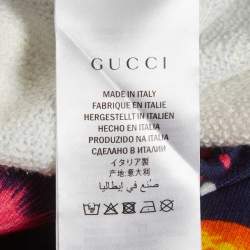 GUCCI
MADE IN ITALY
FABRIQUE EN ITALIE
HERGESTELLT IN ITALIEN
HECHO EN ITALIA
PRODUZIDO NA ITÁLIA
СДЕЛАНО В ИТАЛИИ
イタリア製
产地:意大利
صُنع في إيطاليا